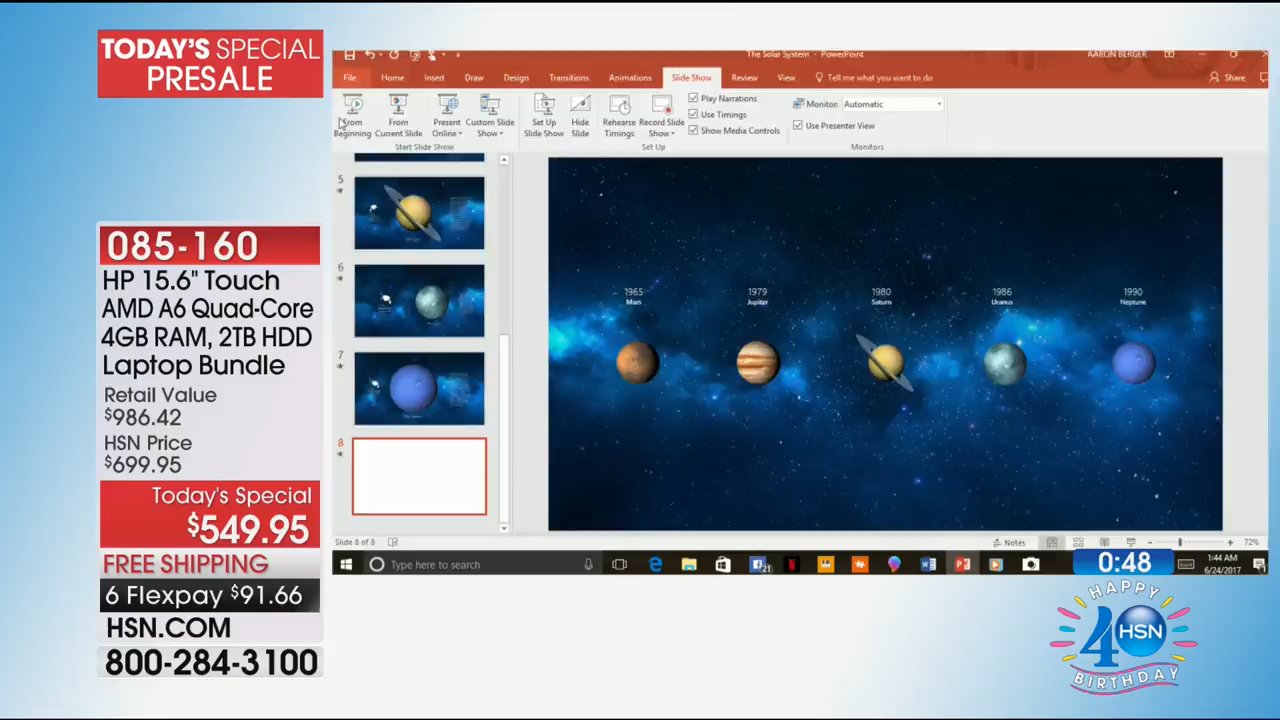 TODAY'S SPECIAL
PRESALE
085-160
HP 15.6" Touch
AMD A6 Quad-Core
4GB RAM, 2TB HDD
Laptop Bundle
Retail Value
$986.42
HSN Price
$699.95
Today's Special
$549.95
FREE SHIPPING
6 Flexpay $91.66
HSN.COM
800-284-3100
The Solar System - PowerPoint
AARON BERGER
File Home Insert Draw Design Transitions Animations Slide Show Review View Tell me what you want to do Share
From Beginning
From Current Slide
Present Online
Custom Slide Show
Set Up Slide Show
Hide Slide
Rehearse Timings
Record Slide Show
Play Narrations
Use Timings
Show Media Controls
Monitor: Automatic
Use Presenter View
Start Slide Show
Set Up
Monitors
5
6
7
8
1965
Mars
1979
Jupiter
1980
Saturn
1986
Uranus
1990
Neptune
Slide 8 of 8
Notes
72%
Type here to search
21
0:48
1:44 AM
6/24/2017
HAPPY
40
HSN
BIRTHDAY